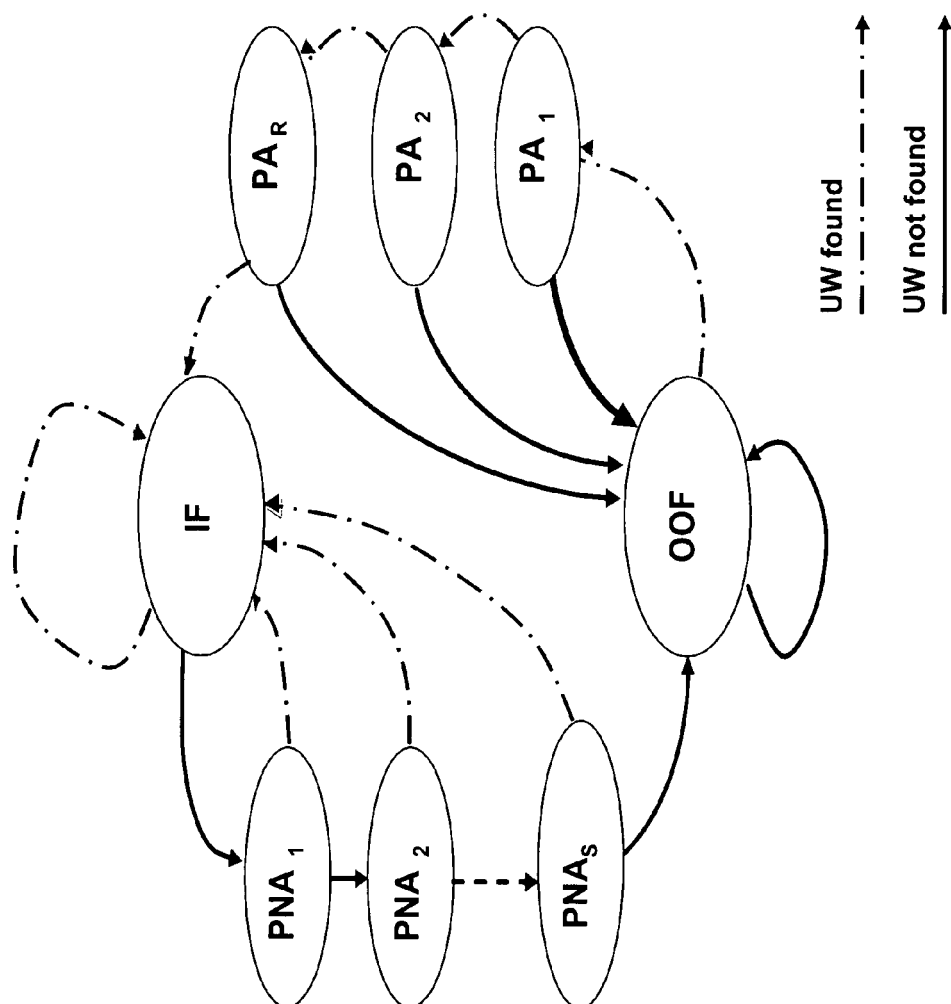 PA R
PA 2
PA 1
IF
OOF
PNA 1
PNA 2
PNA S
UW found
UW not found